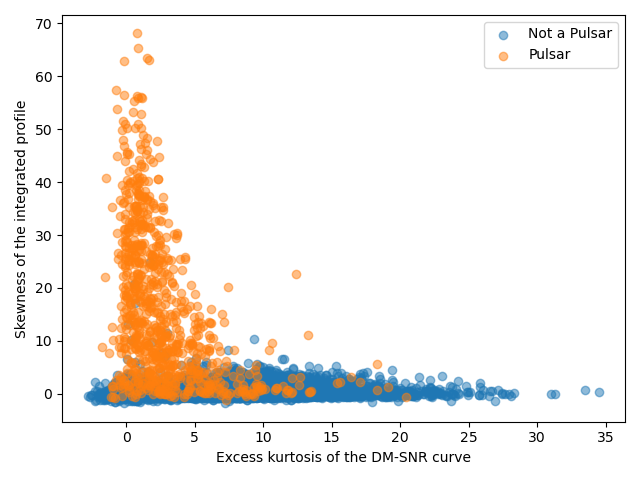 70
60
50
40
30
20
10
0
Skewness of the integrated profile
Not a Pulsar
Pulsar
0 5 10 15 20 25 30 35
Excess kurtosis of the DM-SNR curve